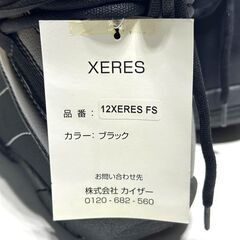 XERES
品番： 12XERES FS
カラー： ブラック
お問い合わせ先
株式会社 カイザー
0120-682-560